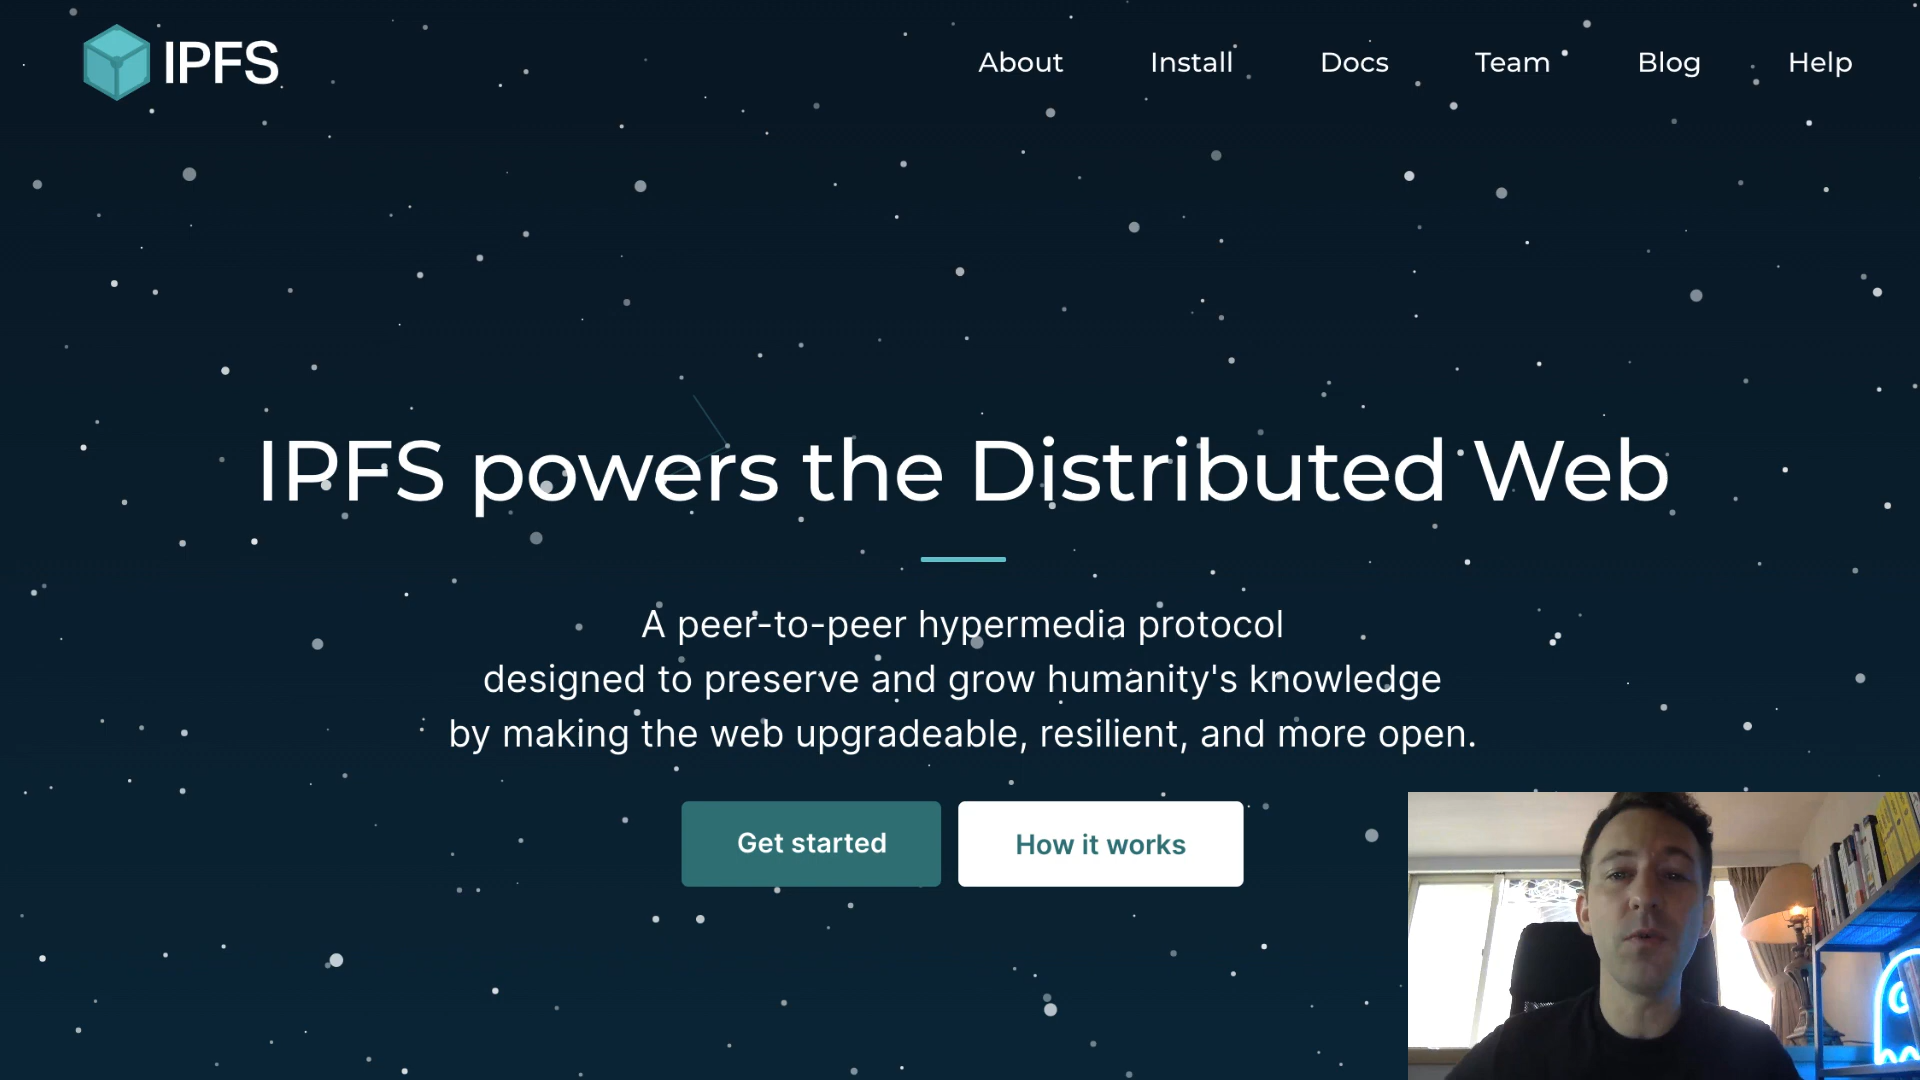 IPFS
About
Install
Docs
Team
Blog
Help
IPFS powers the Distributed Web
A peer-to-peer hypermedia protocol
designed to preserve and grow humanity's knowledge
by making the web upgradeable, resilient, and more open.
Get started
How it works